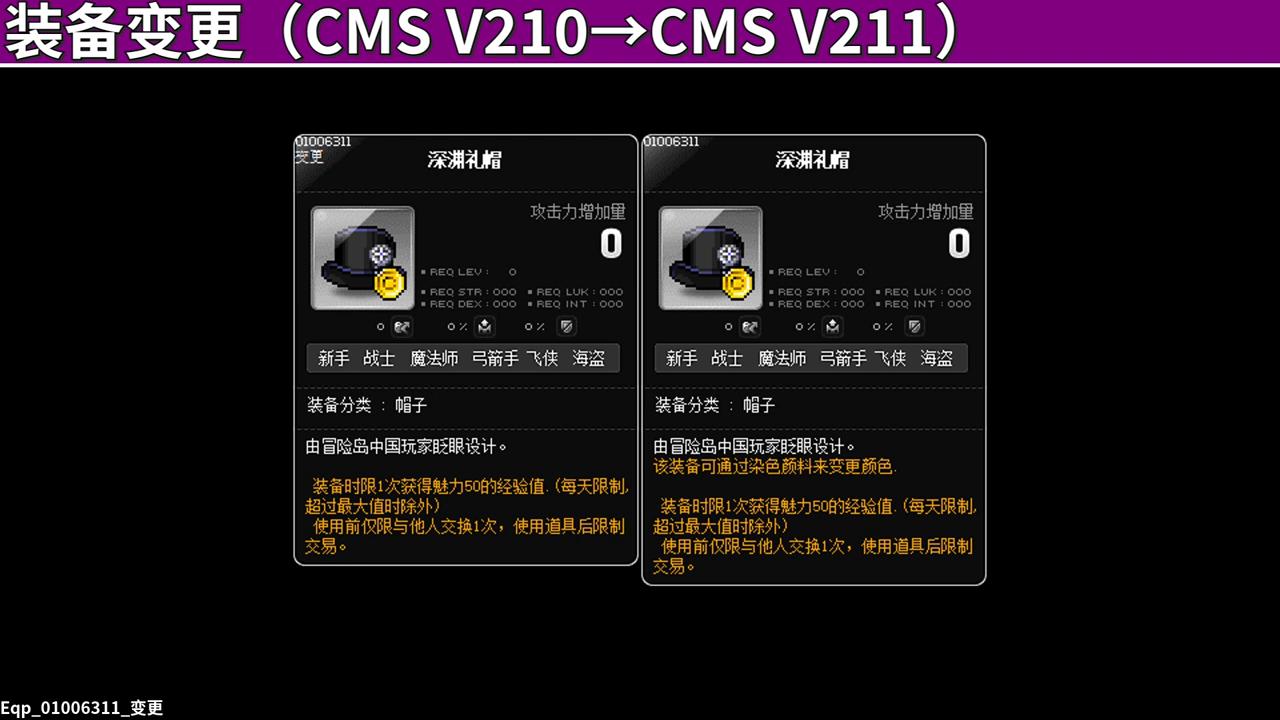 装备变更（CMS V210→CMS V211）
01006311
变更
深渊礼帽
攻击力增加量
0
REQ LEV : 0
REQ STR : 000 REQ LUK : 000
REQ DEX : 000 REQ INT : 000
0 0 % 0 %
新手 战士 魔法师 弓箭手 飞侠 海盗
装备分类 : 帽子
由冒险岛中国玩家眨眼设计。
装备时限1次获得魅力50的经验值.(每天限制,
超过最大值时除外)
使用前仅限与他人交换1次，使用道具后限制
交易。
01006311
深渊礼帽
攻击力增加量
0
REQ LEV : 0
REQ STR : 000 REQ LUK : 000
REQ DEX : 000 REQ INT : 000
0 0 % 0 %
新手 战士 魔法师 弓箭手 飞侠 海盗
装备分类 : 帽子
由冒险岛中国玩家眨眼设计。
该装备可通过染色颜料来变更颜色.
装备时限1次获得魅力50的经验值.(每天限制,
超过最大值时除外)
使用前仅限与他人交换1次，使用道具后限制
交易。
Eqp_01006311_变更